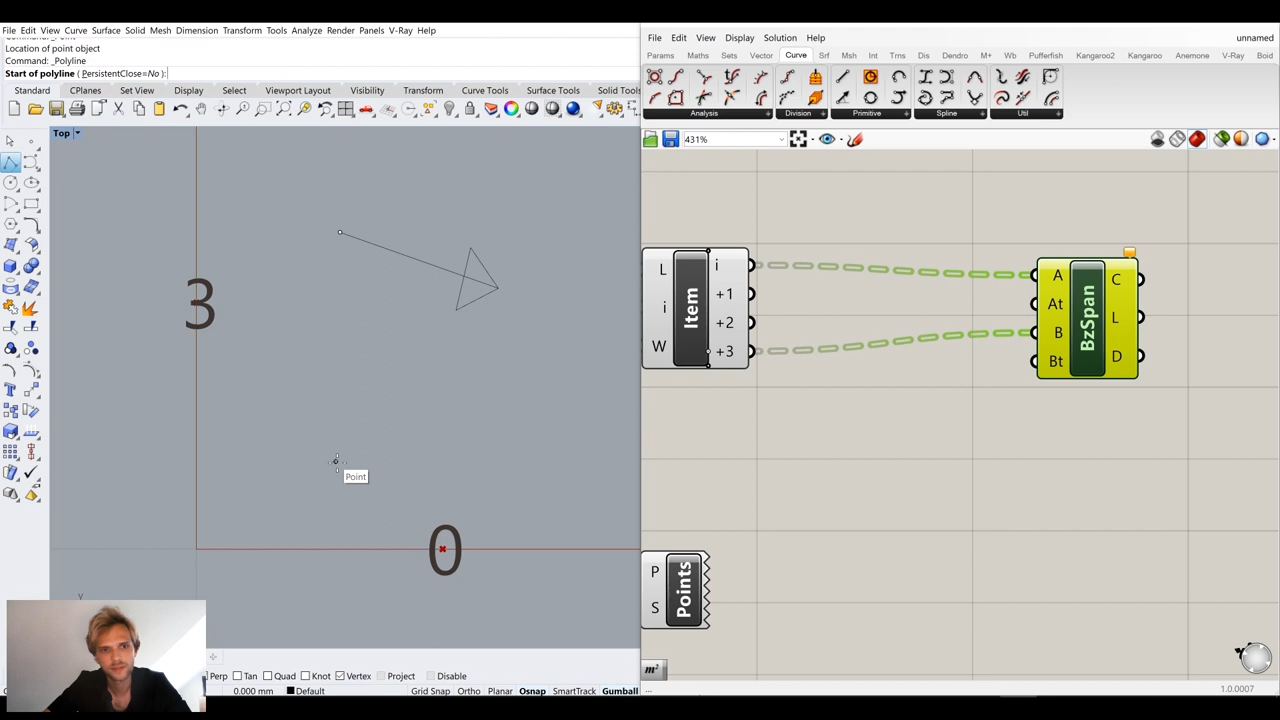 File Edit View Curve Surface Solid Mesh Dimension Transform Tools Analyze Render Panels V-Ray Help
Location of point object
Command: _Polyline
Start of polyline ( PersistentClose=No ):
Standard CPlanes Set View Display Select Viewport Layout Visibility Transform Curve Tools Surface Tools Solid Tools
Top
3
Point
0
y
Perp Tan Quad Knot Vertex Project Disable
0.000 mm Default Grid Snap Ortho Planar Osnap SmartTrack Gumball
File Edit View Display Solution Help unnamed
Params Maths Sets Vector Curve Srf Msh Int Trns Dis Dendro M+ Wb Pufferfish Kangaroo2 Kangaroo Anemone V-Ray Boid
Analysis Division Primitive Spline Util
431%
L i W Item i +1 +2 +3
A At B Bt BzSpan C L D
P S Points
m²
... 1.0.0007